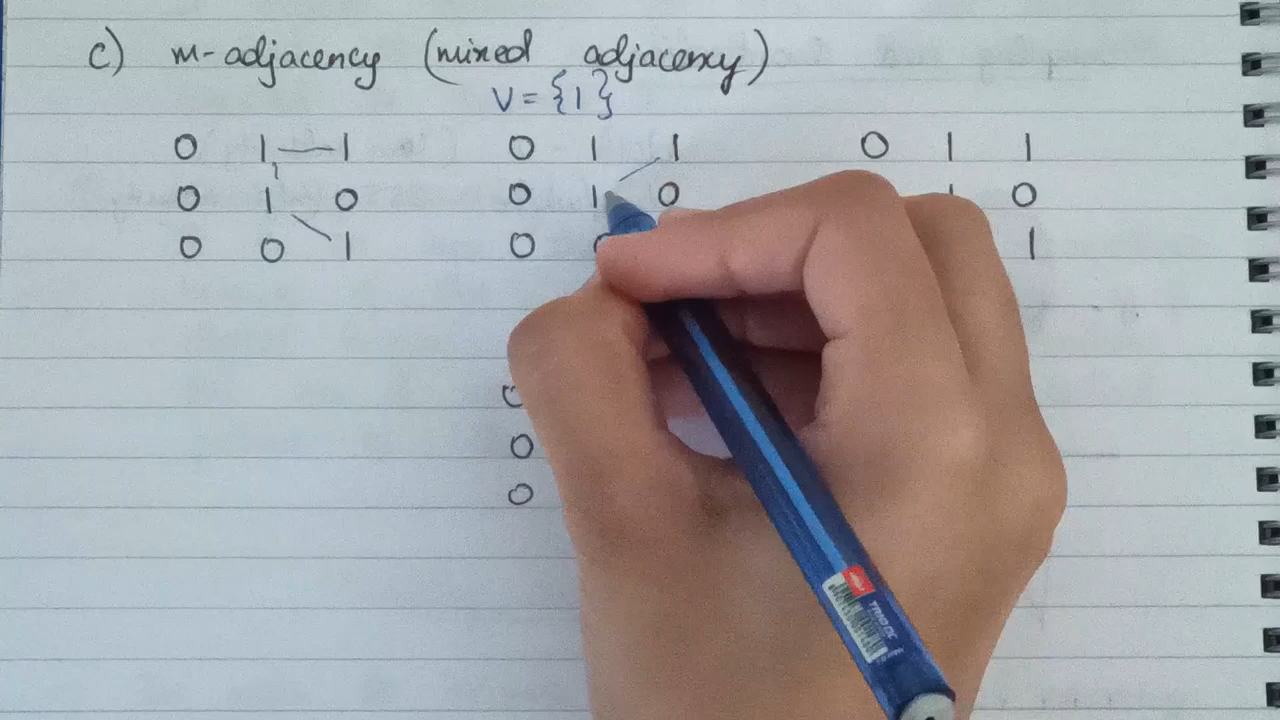 c) m-adjacency (mixed adjacency)
V = {1}
0 1 1 0 1 1 0 1 1
0 1 0 0 1 0 0
0 0 1 0 1
0
0